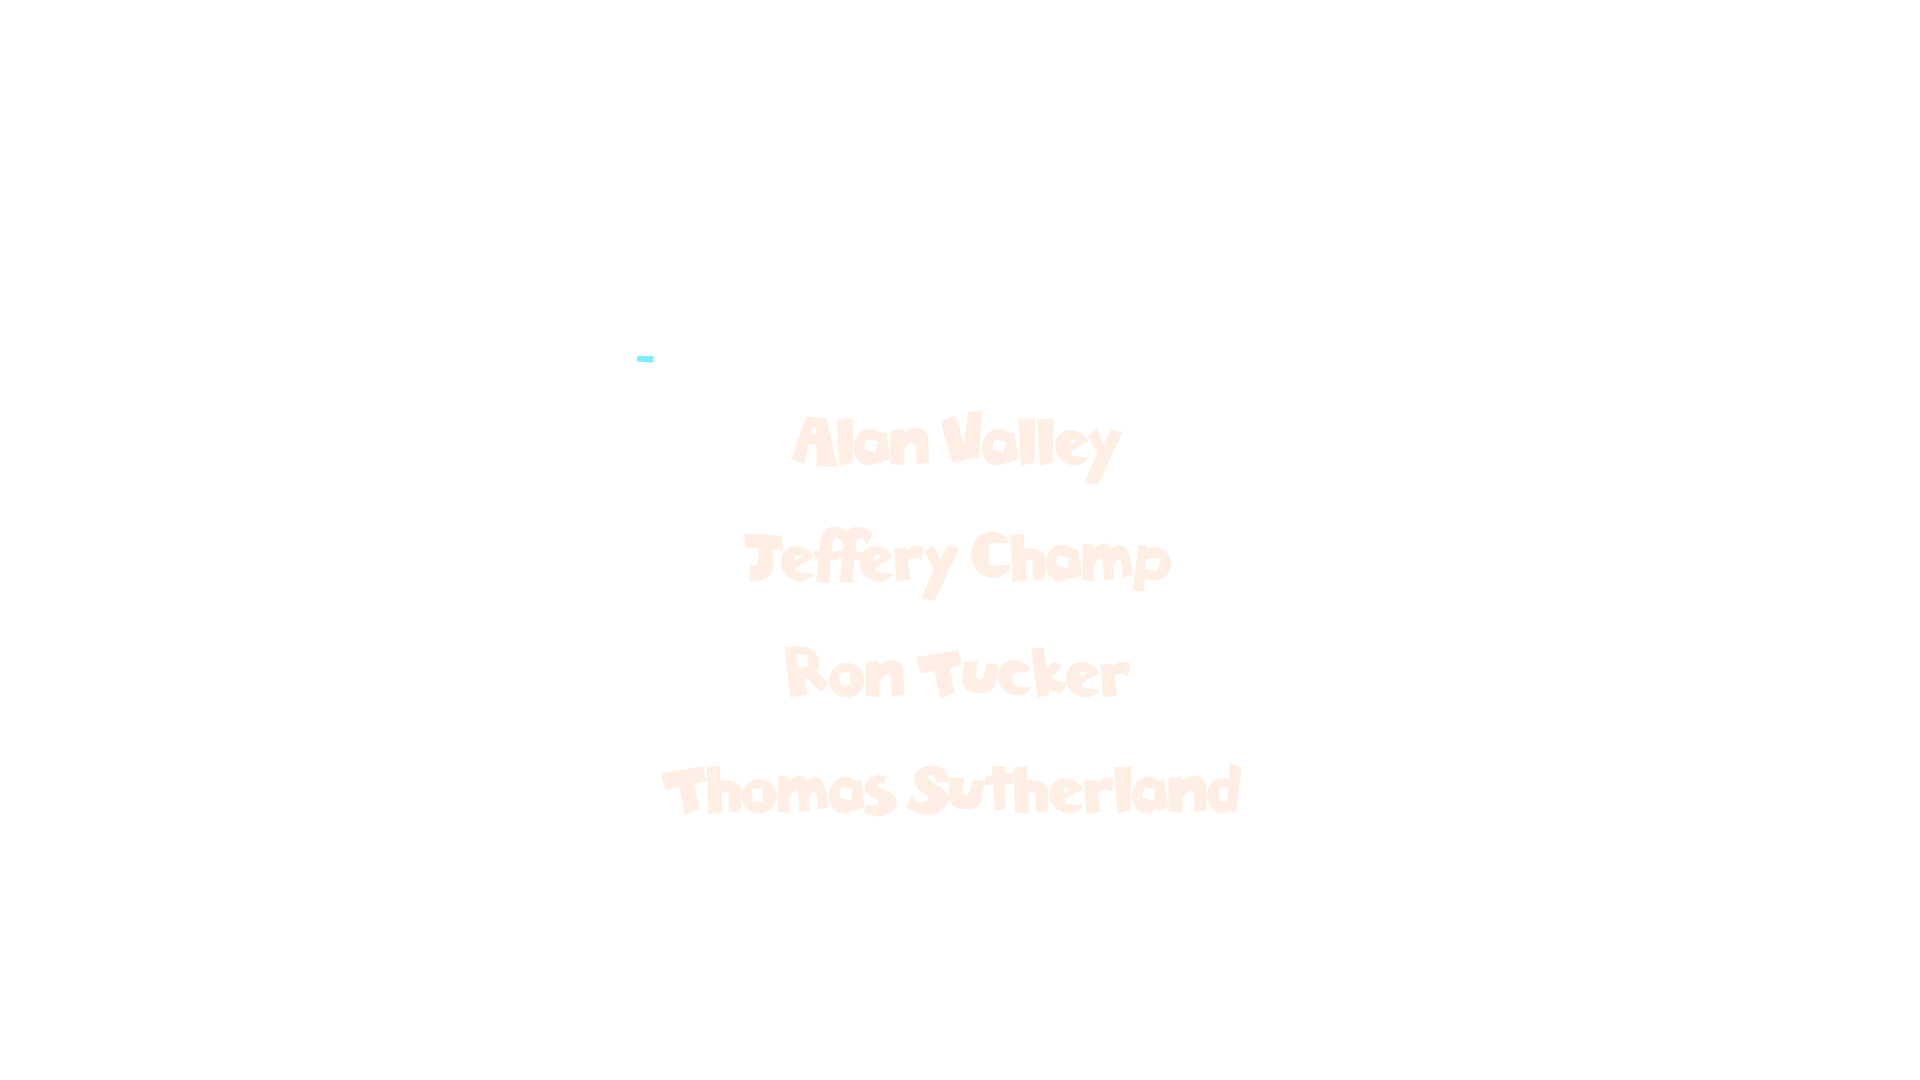 -
Alan Valley
Jeffery Champ
Ron Tucker
Thomas Sutherland